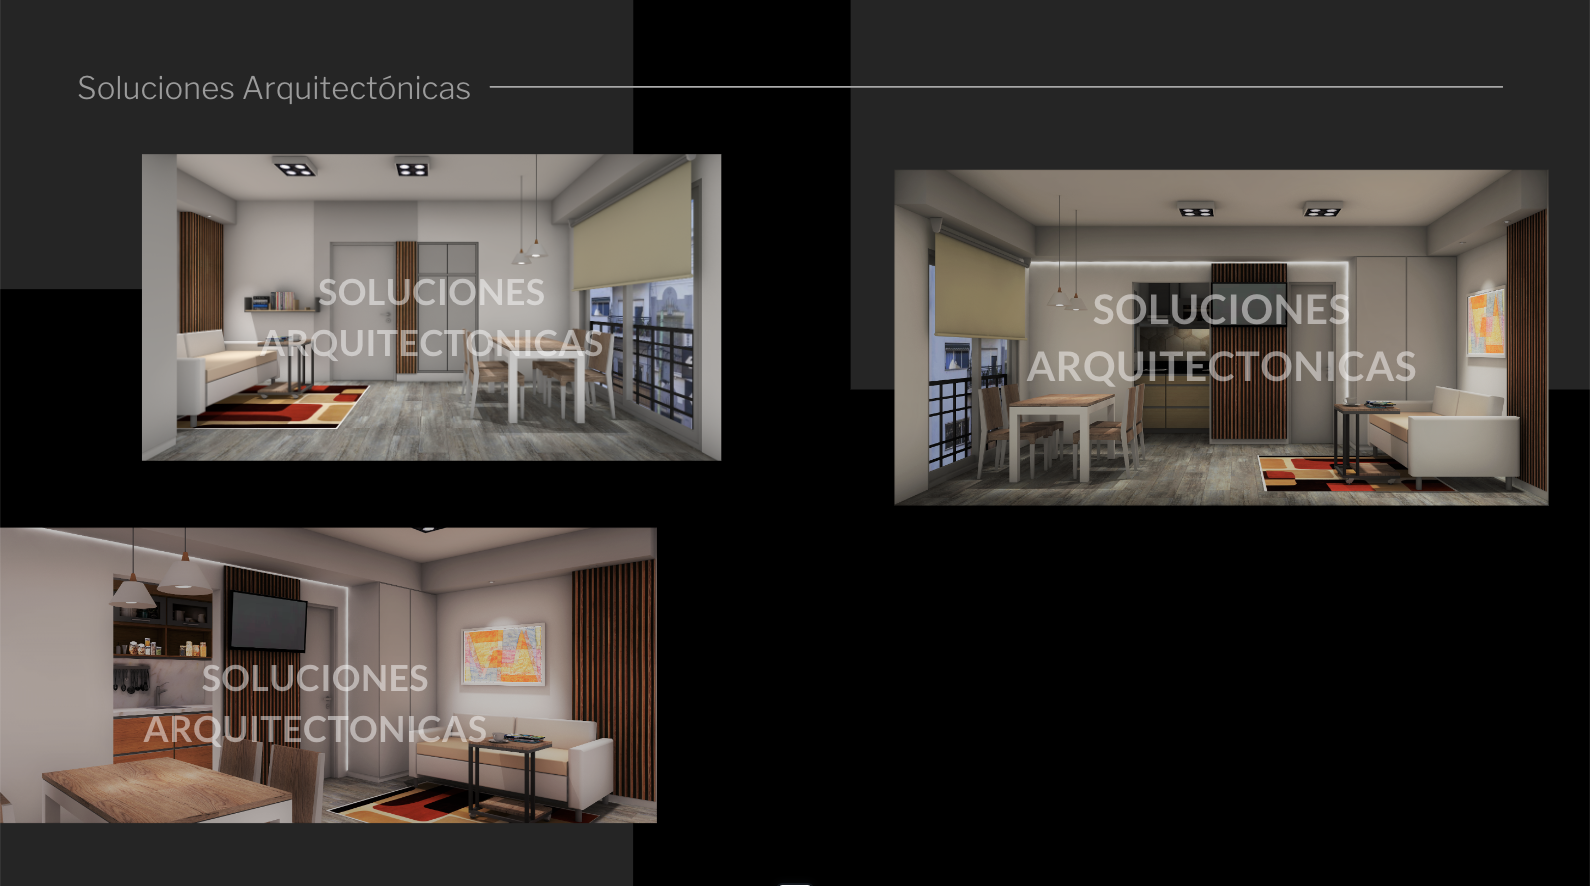 Soluciones Arquitectónicas
SOLUCIONES
ARQUITECTONICAS
SOLUCIONES
ARQUITECTONICAS
SOLUCIONES
ARQUITECTONICAS